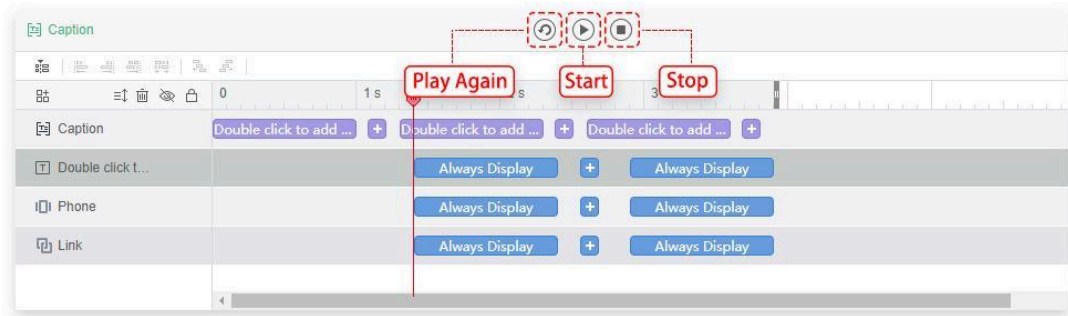 Caption
Play Again Start Stop
0 1 s s 3
Caption Double click to add ... + Double click to add ... + Double click to add ... +
Double click t... Always Display + Always Display
Phone Always Display + Always Display
Link Always Display + Always Display